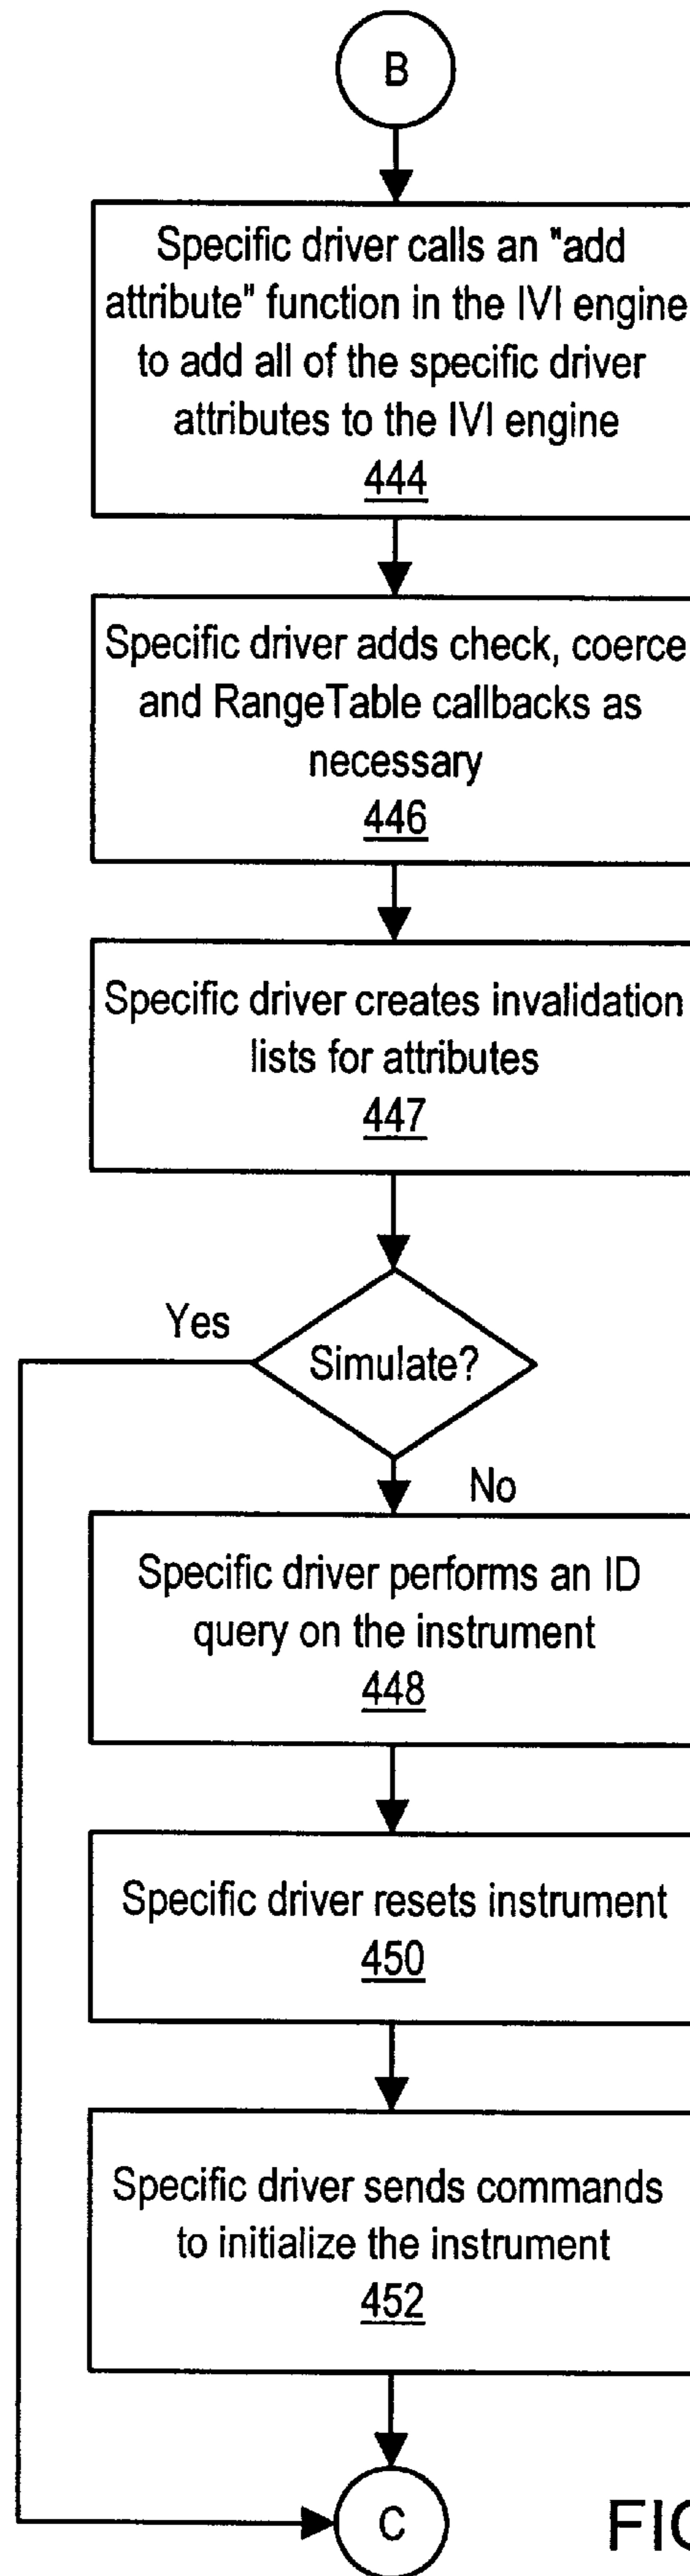 B
Specific driver calls an "add
attribute" function in the IVI engine
to add all of the specific driver
attributes to the IVI engine
444
Specific driver adds check, coerce
and RangeTable callbacks as
necessary
446
Specific driver creates invalidation
lists for attributes
447
Yes
Simulate?
No
Specific driver performs an ID
query on the instrument
448
Specific driver resets instrument
450
Specific driver sends commands
to initialize the instrument
452
C